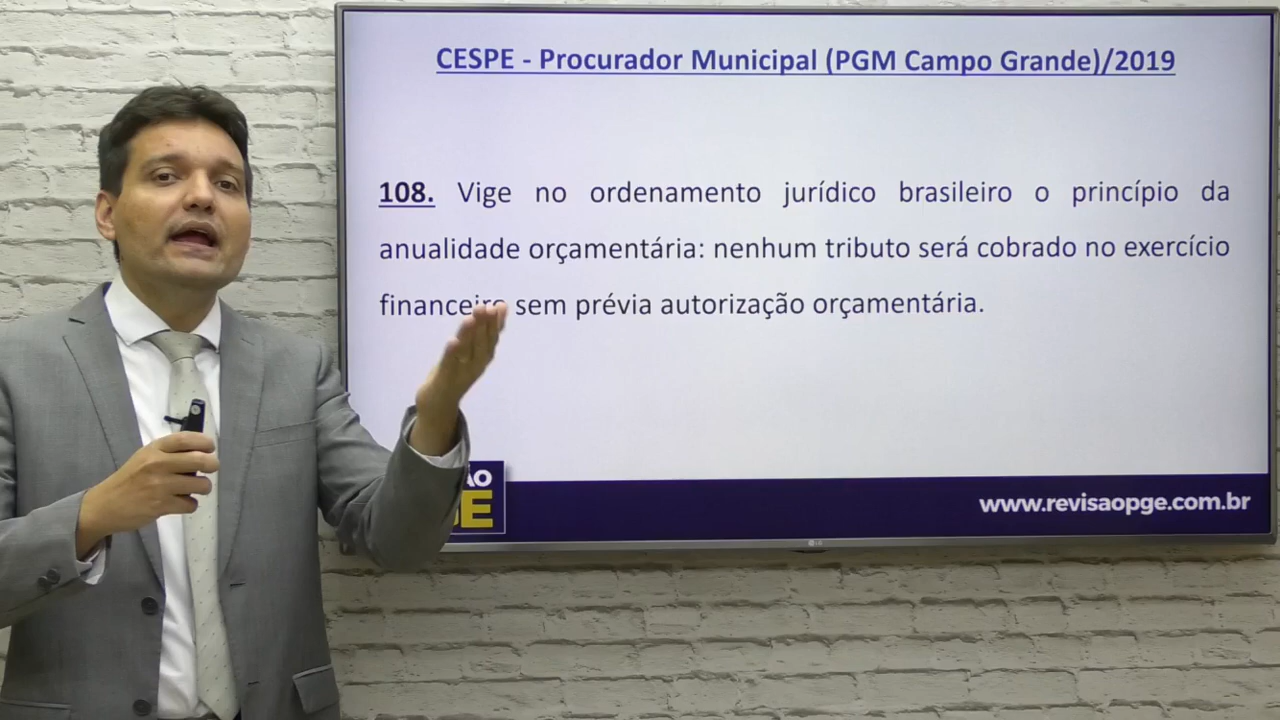 CESPE - Procurador Municipal (PGM Campo Grande)/2019
108. Vige no ordenamento jurídico brasileiro o princípio da
anualidade orçamentária: nenhum tributo será cobrado no exercício
financeiro sem prévia autorização orçamentária.
www.revisaopge.com.br